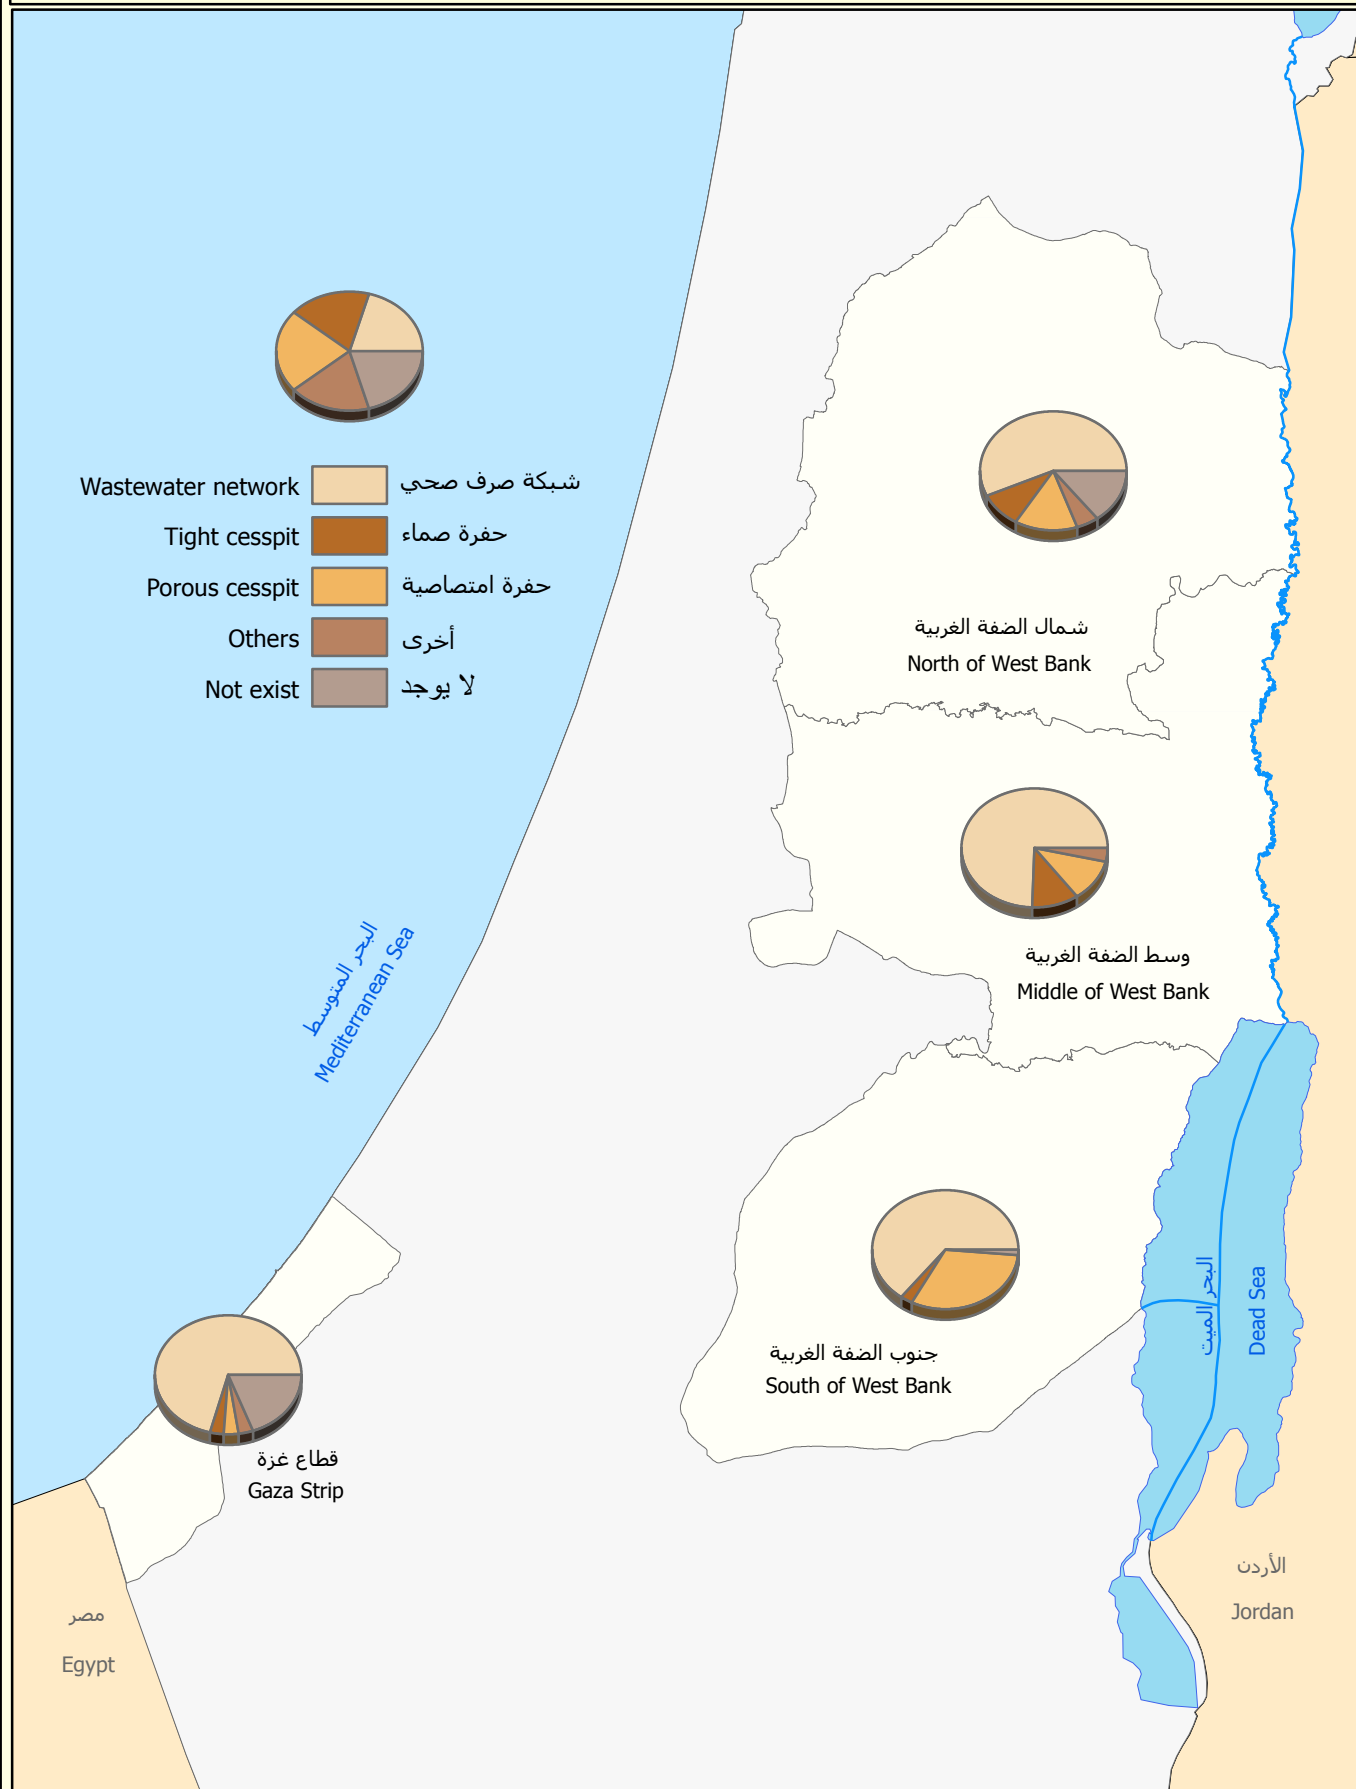 Wastewater network شبكة صرف صحي
Tight cesspit حفرة صماء
Porous cesspit حفرة امتصاصية
Others أخرى
Not exist لا يوجد
شمال الضفة الغربية
North of West Bank
وسط الضفة الغربية
Middle of West Bank
البحر المتوسط
Mediterranean Sea
البحر الميت
Dead Sea
جنوب الضفة الغربية
South of West Bank
قطاع غزة
Gaza Strip
الأردن
Jordan
مصر
Egypt